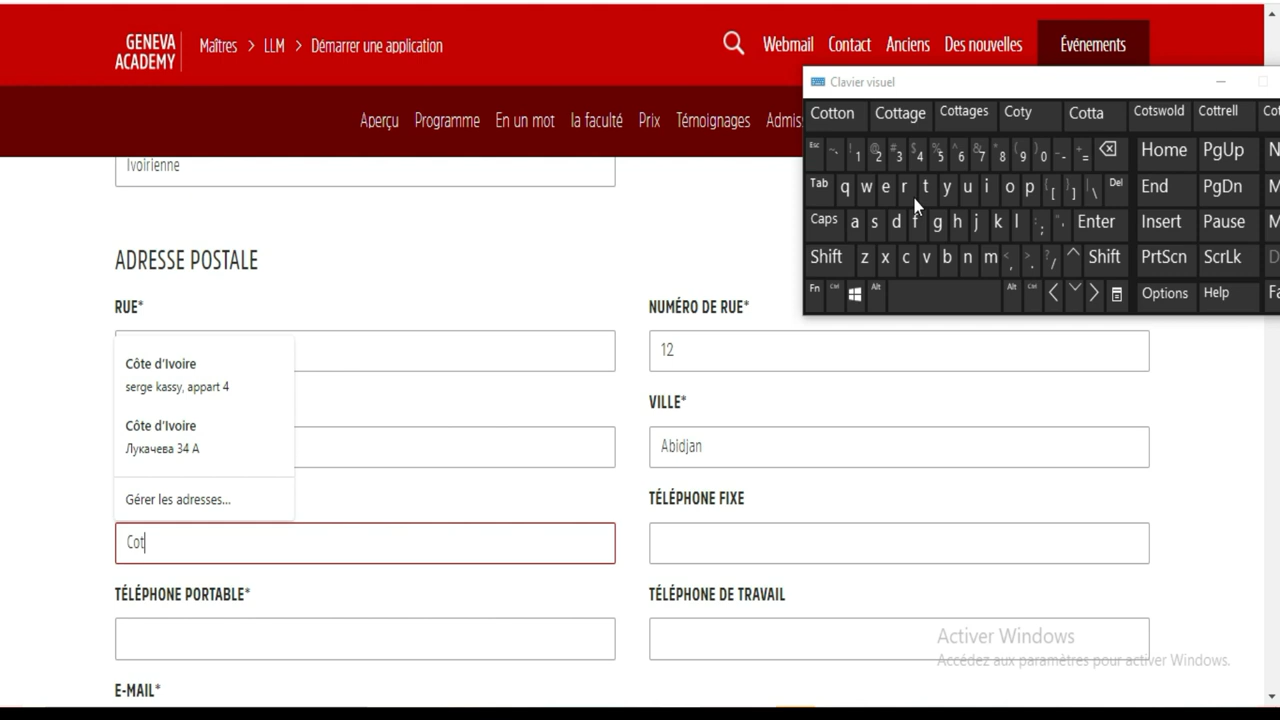 GENEVA
ACADEMY
Maîtres > LLM > Démarrer une application
Webmail Contact Anciens Des nouvelles Événements
Aperçu Programme En un mot la faculté Prix Témoignages Admiss
Clavier visuel
Cotton Cottage Cottages Coty Cotta Cotswold Cottrell Cot
Esc ~ ` ! 1 @ 2 # 3 $ 4 % 5 ^ 6 & 7 * 8 ( 9 ) 0 _ - + = Home PgUp N
Tab q w e r t y u i o p { [ } ] | \ Del End PgDn M
Caps a s d f g h j k l : ; " ' Enter Insert Pause M
Shift z x c v b n m < , > . ? / ^ Shift PrtScn ScrLk D
Fn Ctrl Alt Alt Ctrl < > Options Help Fa
Ivoirienne
ADRESSE POSTALE
RUE*
NUMÉRO DE RUE*
12
Côte d'Ivoire
serge kassy, appart 4
VILLE*
Côte d'Ivoire
Лукачева 34 А
Abidjan
Gérer les adresses...
TÉLÉPHONE FIXE
Cot
TÉLÉPHONE PORTABLE*
TÉLÉPHONE DE TRAVAIL
Activer Windows
Accédez aux paramètres pour activer Windows.
E-MAIL*